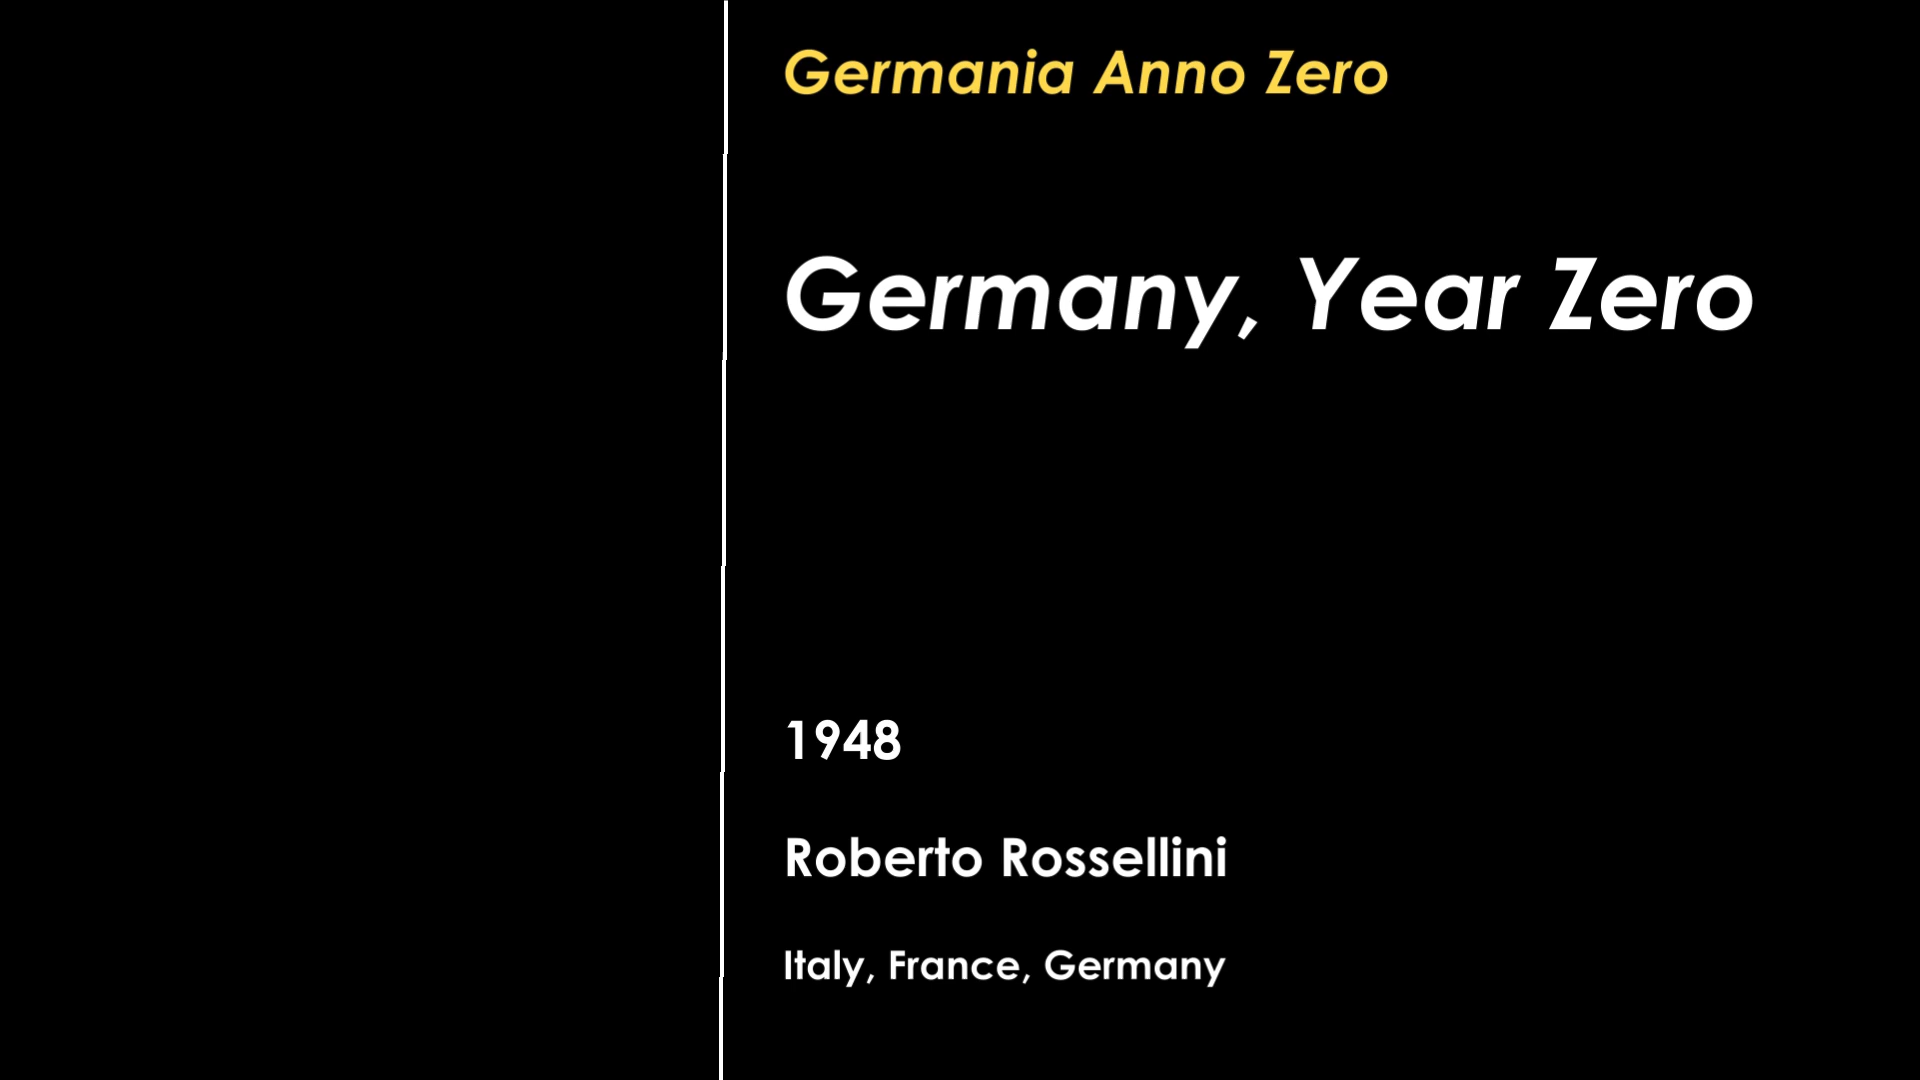 Germania Anno Zero
Germany, Year Zero
1948
Roberto Rossellini
Italy, France, Germany